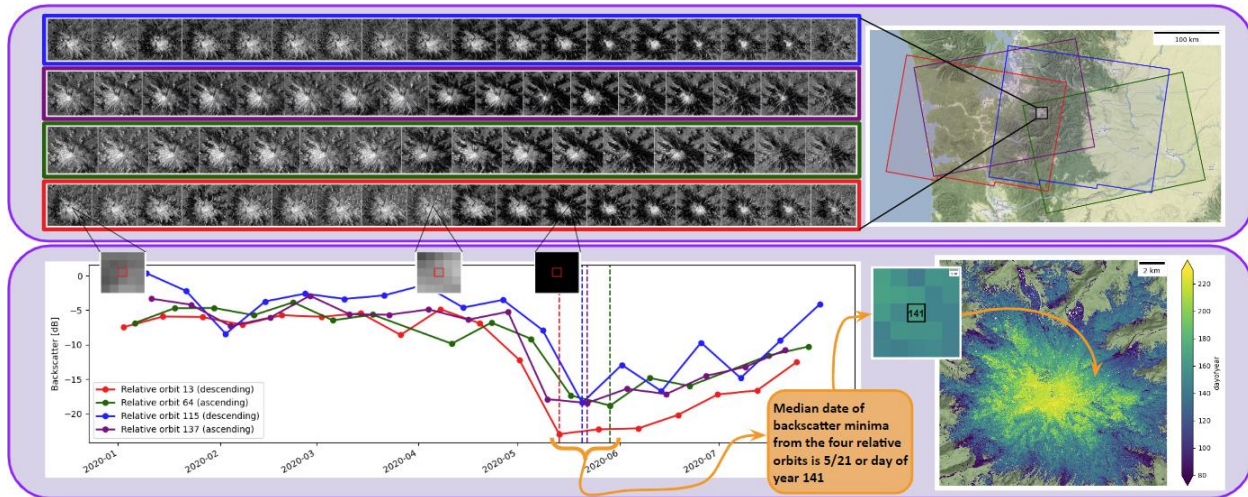 100 km
0
−5
−10
−15
−20
Backscatter [dB]
Relative orbit 13 (descending)
Relative orbit 64 (ascending)
Relative orbit 115 (descending)
Relative orbit 137 (ascending)
2020-01
2020-02
2020-03
2020-04
2020-05
2020-06
2020-07
Median date of
backscatter minima
from the four relative
orbits is 5/21 or day of
year 141
141
2 km
220
200
180
160
140
120
100
80
dayofyear